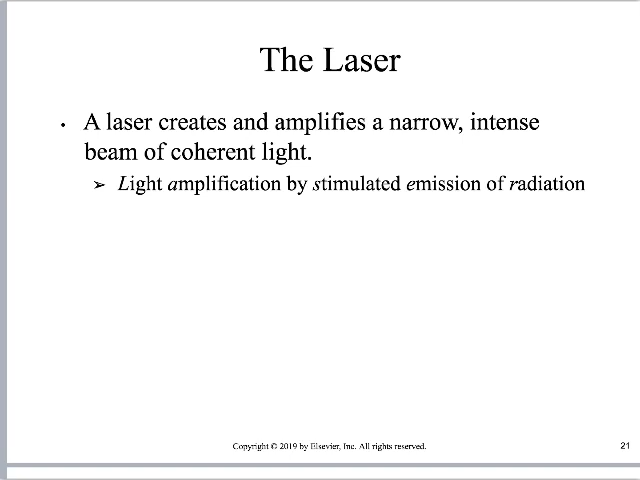 The Laser
• A laser creates and amplifies a narrow, intense
beam of coherent light.
➢ Light amplification by stimulated emission of radiation
Copyright © 2019 by Elsevier, Inc. All rights reserved.
21